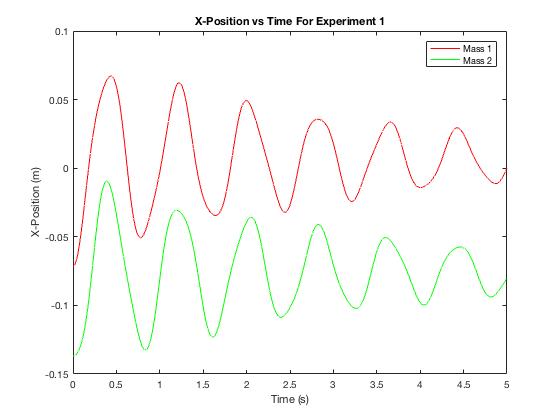 X-Position vs Time For Experiment 1
Mass 1
Mass 2
0.1
0.05
0
-0.05
-0.1
-0.15
X-Position (m)
0 0.5 1 1.5 2 2.5 3 3.5 4 4.5 5
Time (s)